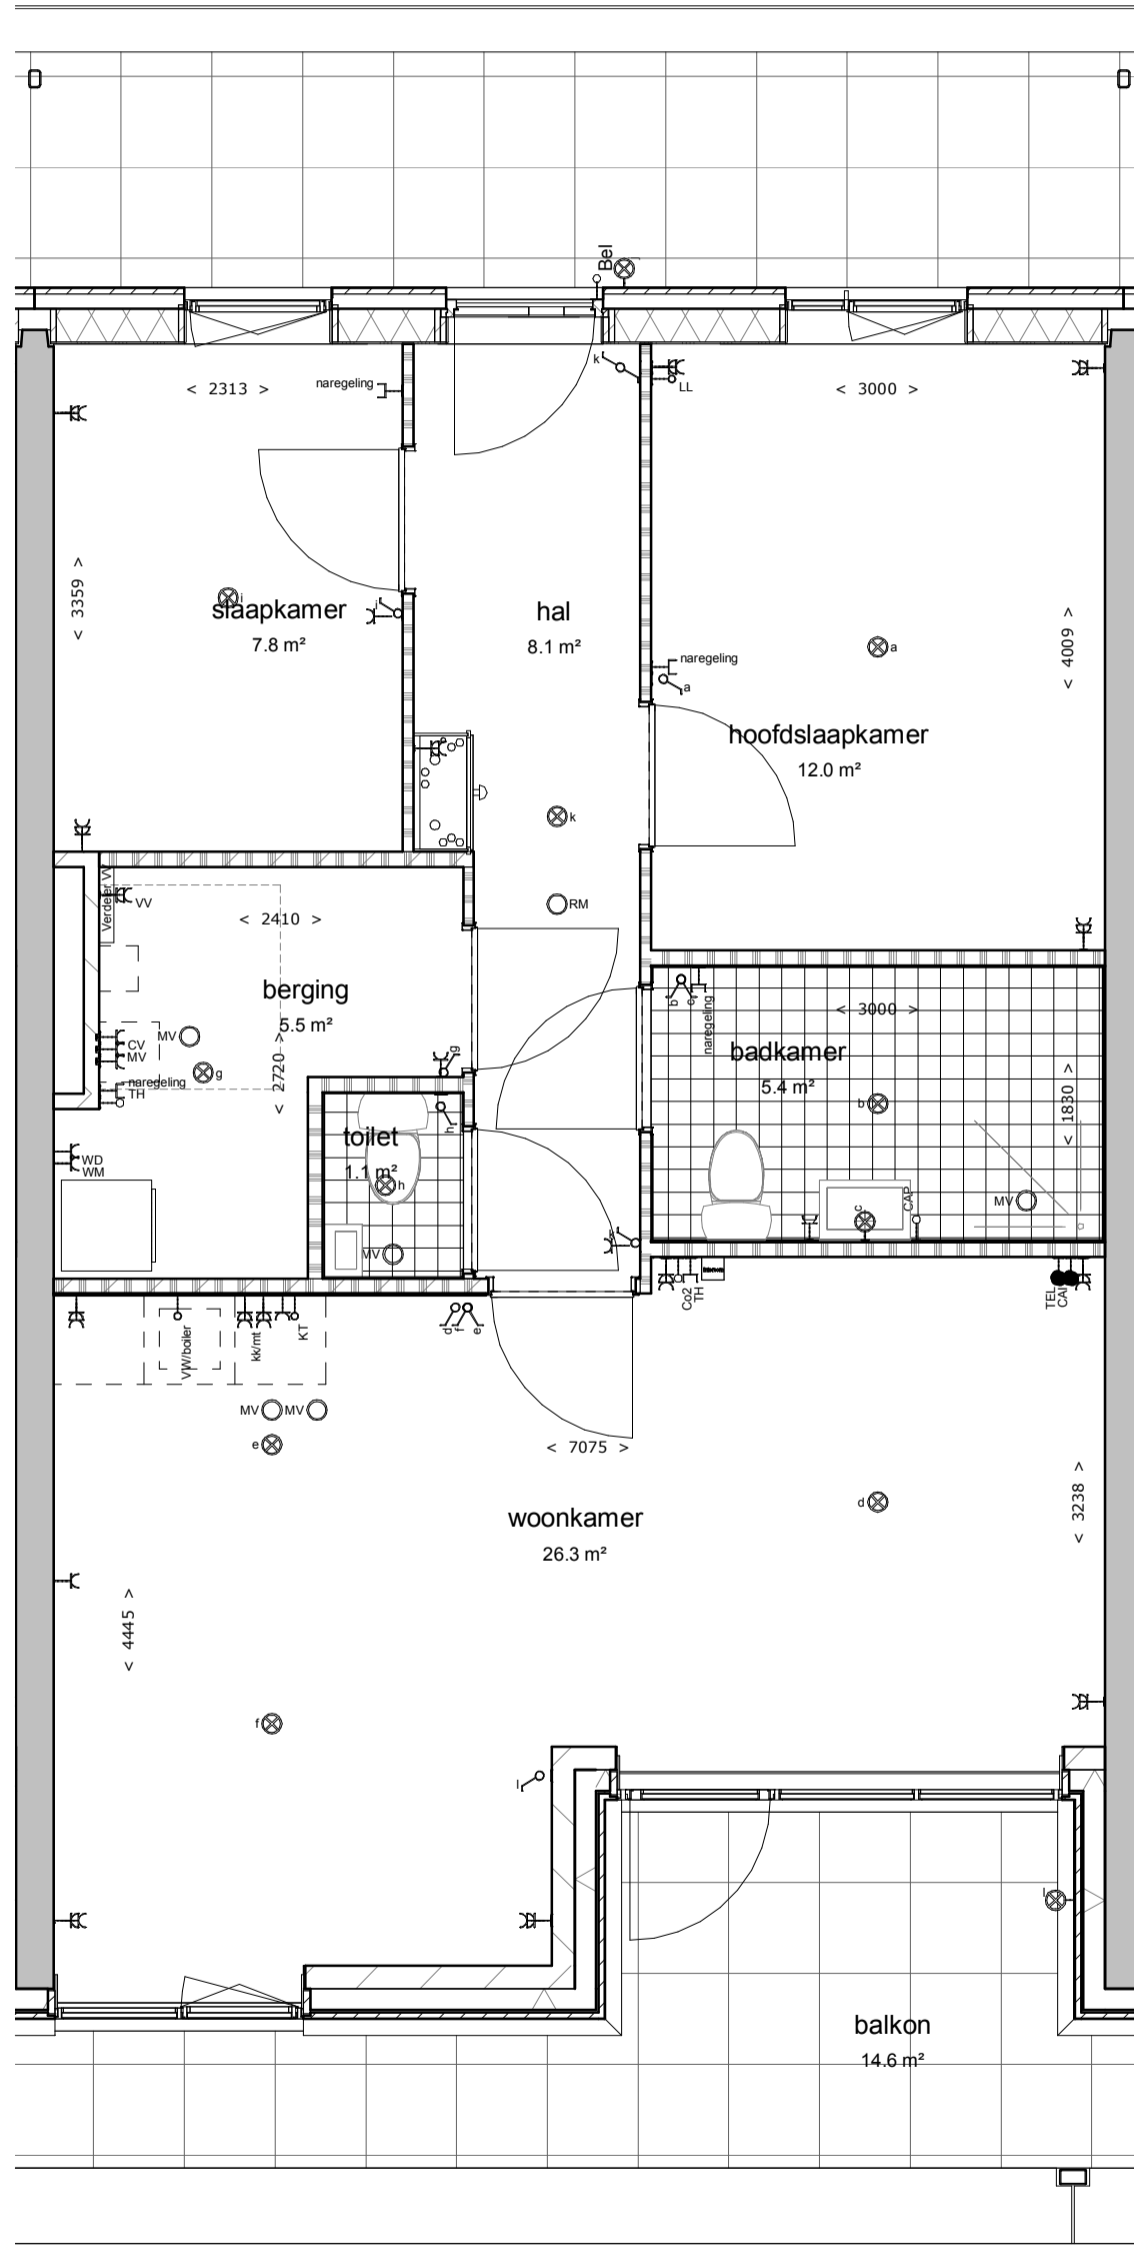 Bel
k
< 2313 >
naregeling
LL
< 3000 >
< 3359 >
i
slaapkamer
7.8 m²
i
hal
8.1 m²
< 4009 >
a
naregeling
a
hoofdslaapkamer
12.0 m²
k
RM
VV
< 2410 >
berging
5.5 m²
MV
CV
MV
g
naregeling
TH
< 2720 >
g
WD
WM
toilet
1.1 m²
h
h
b
c
naregeling
< 3000 >
badkamer
5.4 m²
b
< 1830 >
c
CAP
MV
VW/boiler
kk/mt
KT
d
f
e
Co2
TH
TEL
CAI
MV
MV
e
< 7075 >
d
woonkamer
26.3 m²
< 3238 >
< 4445 >
f
l
l
balkon
14.6 m²